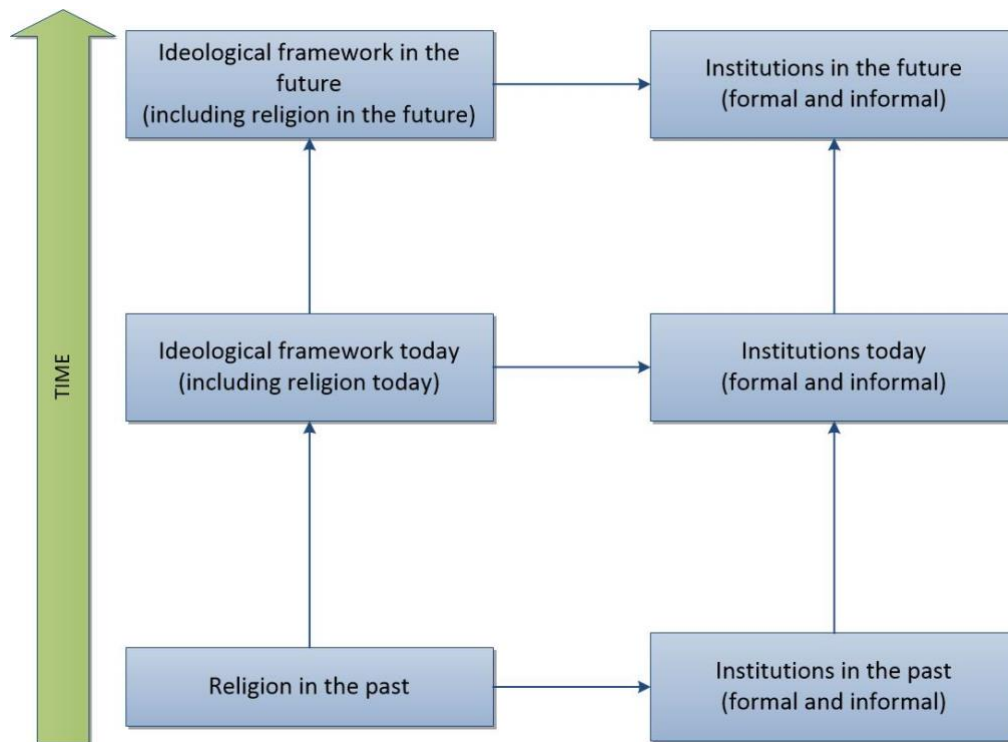 Ideological framework in the
future
(including religion in the future)
Institutions in the future
(formal and informal)
TIME
Ideological framework today
(including religion today)
Institutions today
(formal and informal)
Religion in the past
Institutions in the past
(formal and informal)